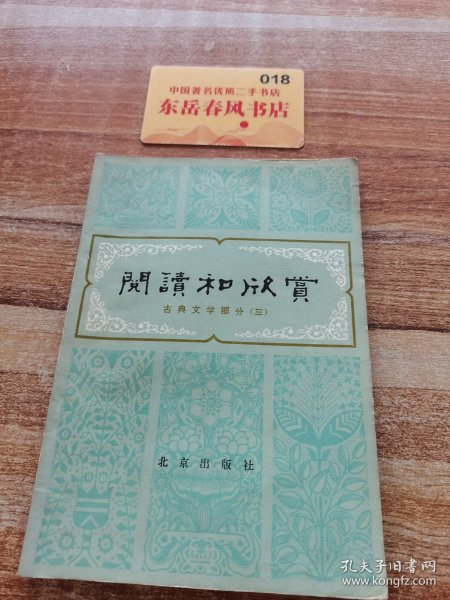 018
中国著名优质二手书店
东岳春风书店
閱讀和欣赏
古典文学部分(三)
北京出版社
孔夫子旧书网
www.kongfz.com